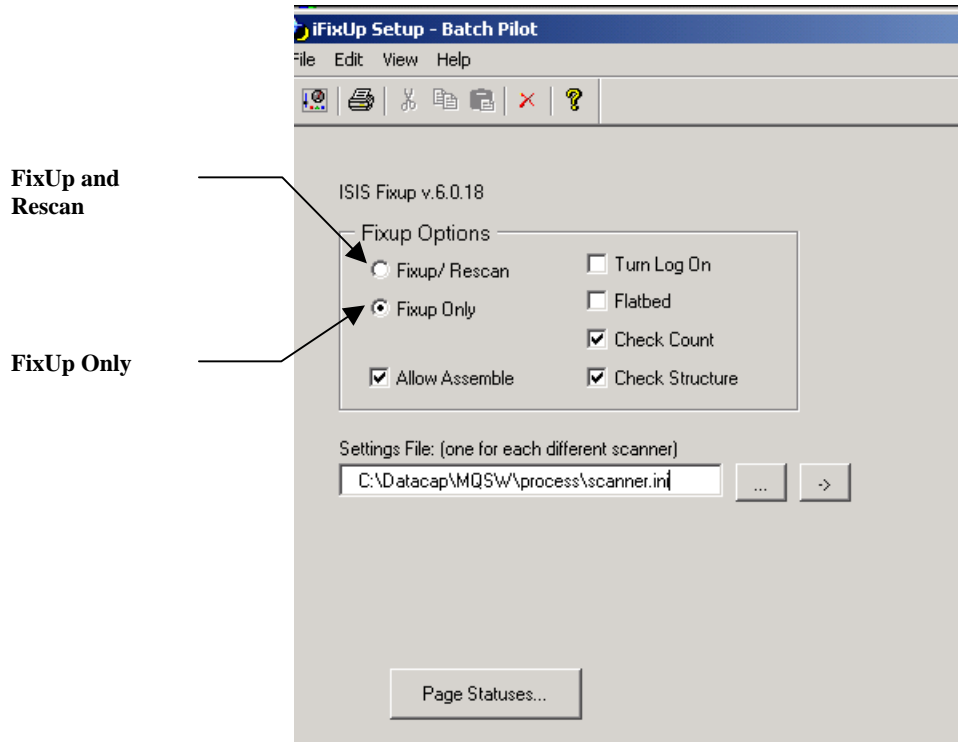 iFixUp Setup - Batch Pilot
File Edit View Help
FixUp and
Rescan
ISIS Fixup v.6.0.18
Fixup Options
Fixup/ Rescan
Turn Log On
Fixup Only
Flatbed
Check Count
FixUp Only
Allow Assemble
Check Structure
Settings File: (one for each different scanner)
C:\Datacap\MQSW\process\scanner.ini
...
->
Page Statuses...